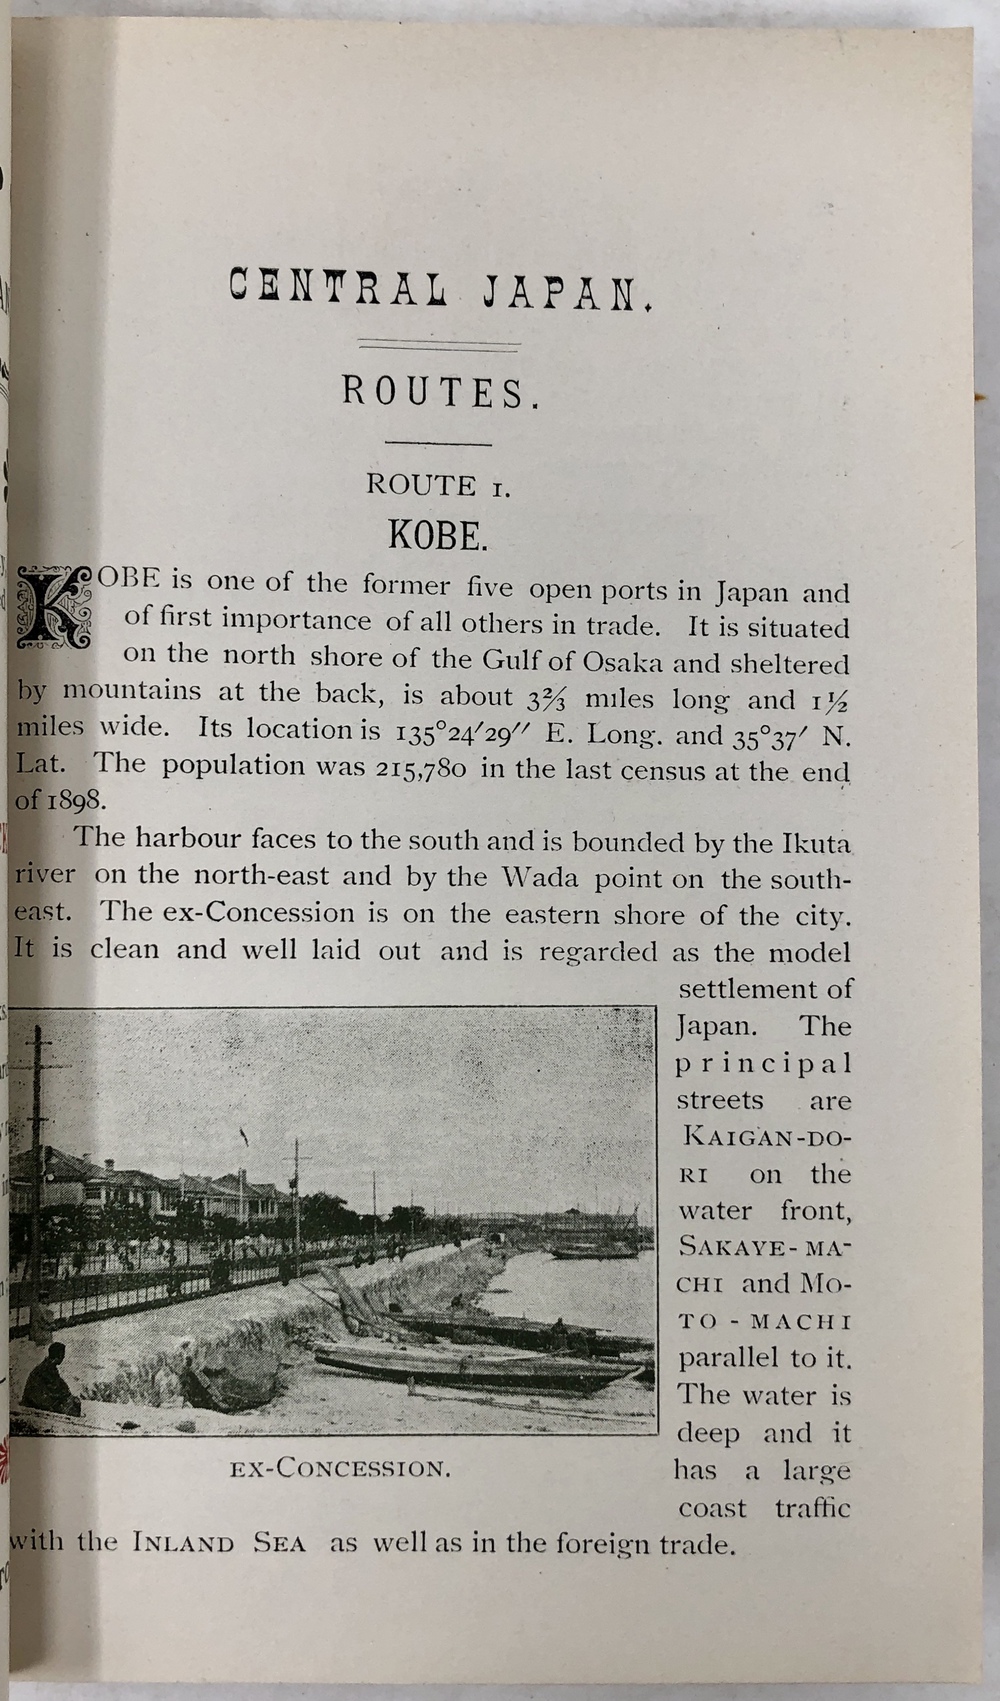 CENTRAL JAPAN.
ROUTES.
ROUTE 1.
KOBE.
KOBE is one of the former five open ports in Japan and
of first importance of all others in trade. It is situated
on the north shore of the Gulf of Osaka and sheltered
by mountains at the back, is about 3⅔ miles long and 1½
miles wide. Its location is 135°24′29″ E. Long. and 35°37′ N.
Lat. The population was 215,780 in the last census at the end
of 1898.
The harbour faces to the south and is bounded by the Ikuta
river on the north-east and by the Wada point on the south-
east. The ex-Concession is on the eastern shore of the city.
It is clean and well laid out and is regarded as the model
settlement of
Japan. The
principal
streets are
KAIGAN-DO-
RI on the
water front,
SAKAYE-MA-
CHI and MO-
TO-MACHI
parallel to it.
The water is
deep and it
has a large
coast traffic
EX-CONCESSION.
with the INLAND SEA as well as in the foreign trade.